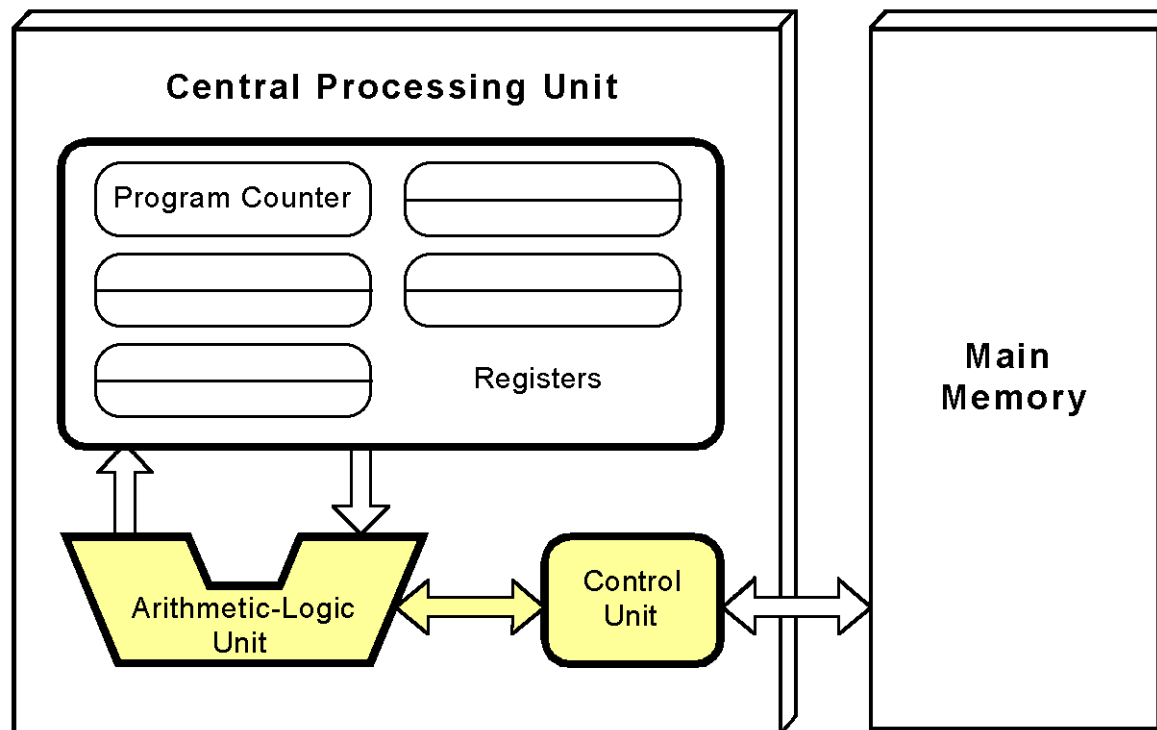 Central Processing Unit
Program Counter
Registers
Main
Memory
Arithmetic-Logic
Unit
Control
Unit